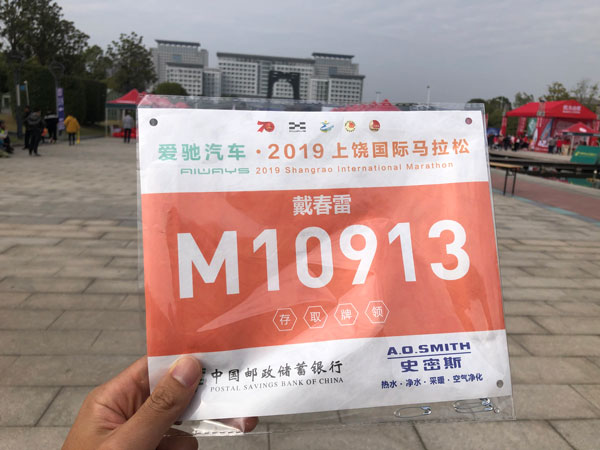 爱驰汽车·2019上饶国际马拉松
AIWAYS 2019 Shangrao International Marathon
戴春雷
M10913
存取牌领
中国邮政储蓄银行
POSTAL SAVINGS BANK OF CHINA
A.O.SMITH
史密斯
热水·净水·采暖·空气净化